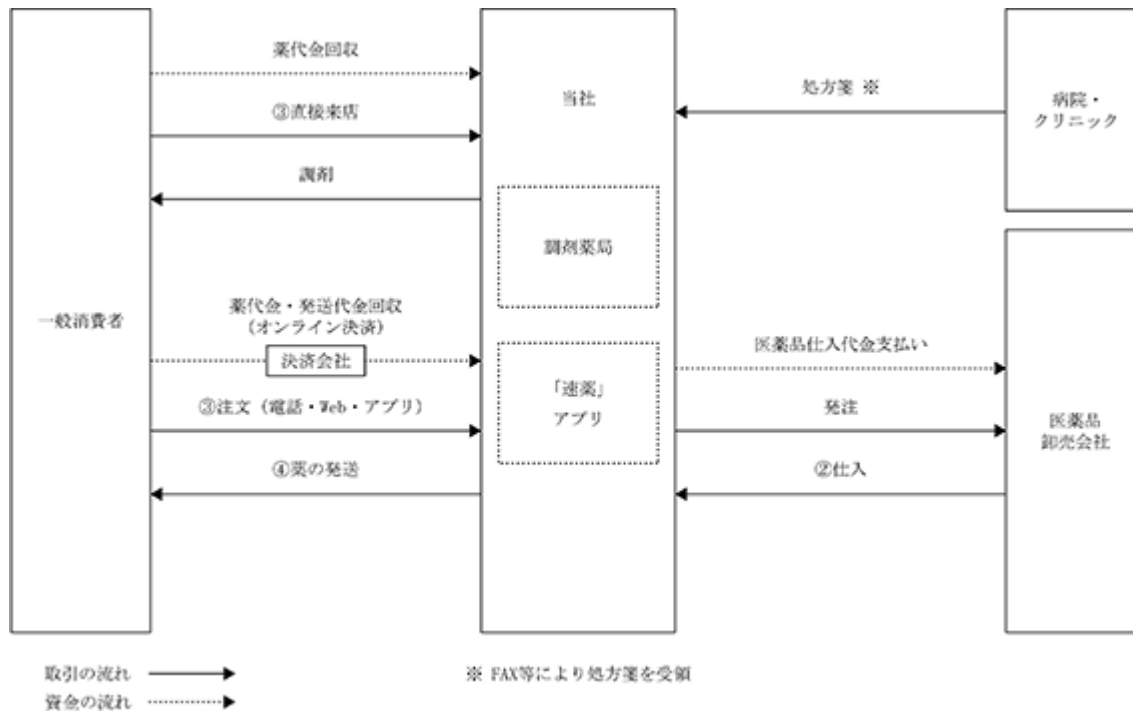 薬代金回収
③直接来店
調剤
一般消費者
薬代金・発送代金回収
(オンライン決済)
決済会社
③注文(電話・Web・アプリ)
④薬の発送
当社
調剤薬局
「速薬」
アプリ
処方箋 ※
病院・
クリニック
医薬品仕入代金支払い
発注
②仕入
医薬品
卸売会社
取引の流れ
資金の流れ
※ FAX等により処方箋を受領